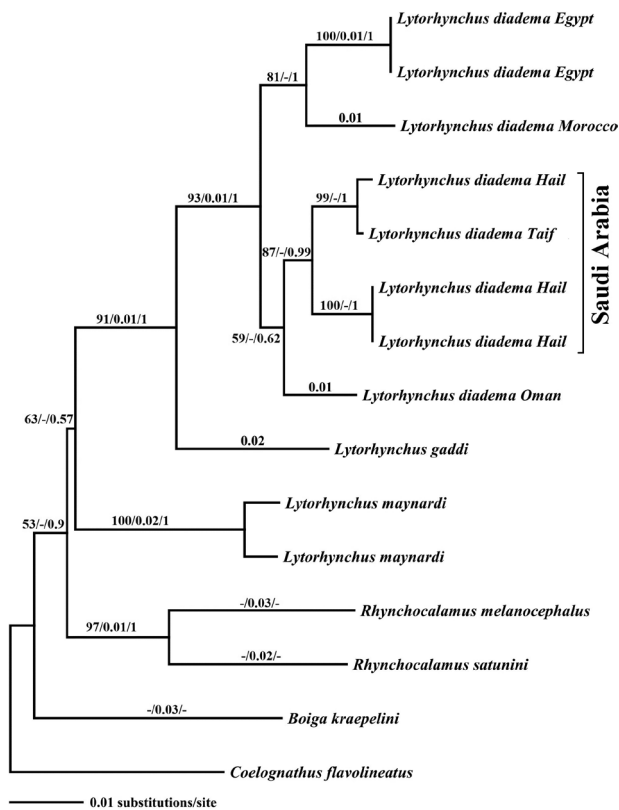 Lytorhynchus diadema Egypt
100/0.01/1
Lytorhynchus diadema Egypt
81/-/1
0.01
Lytorhynchus diadema Morocco
99/-/1
Lytorhynchus diadema Hail
93/0.01/1
Lytorhynchus diadema Taif
87/-/0.99
Lytorhynchus diadema Hail
100/-/1
Lytorhynchus diadema Hail
Saudi Arabia
91/0.01/1
59/-/0.62
0.01
Lytorhynchus diadema Oman
63/-/0.57
0.02
Lytorhynchus gaddi
Lytorhynchus maynardi
53/-/0.9
100/0.02/1
Lytorhynchus maynardi
-/0.03/-
Rhynchocalamus melanocephalus
97/0.01/1
-/0.02/-
Rhynchocalamus satunini
-/0.03/-
Boiga kraepelini
Coelognathus flavolineatus
0.01 substitutions/site